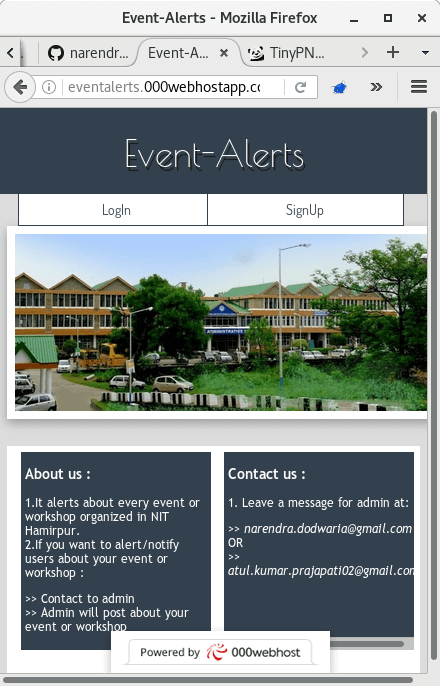 Event-Alerts - Mozilla Firefox
narendr... Event-A... TinyPN...
eventalerts.000webhostapp.cc
Event-Alerts
LogIn SignUp
ADMINISTRATIVE
About us :
1.It alerts about every event or
workshop organized in NIT
Hamirpur.
2.If you want to alert/notify
users about your event or
workshop :
>> Contact to admin
>> Admin will post about your
event or workshop
Contact us :
1. Leave a message for admin at:
>> narendra.dodwaria@gmail.com
OR
>>
atul.kumar.prajapati02@gmail.con
Powered by 000webhost